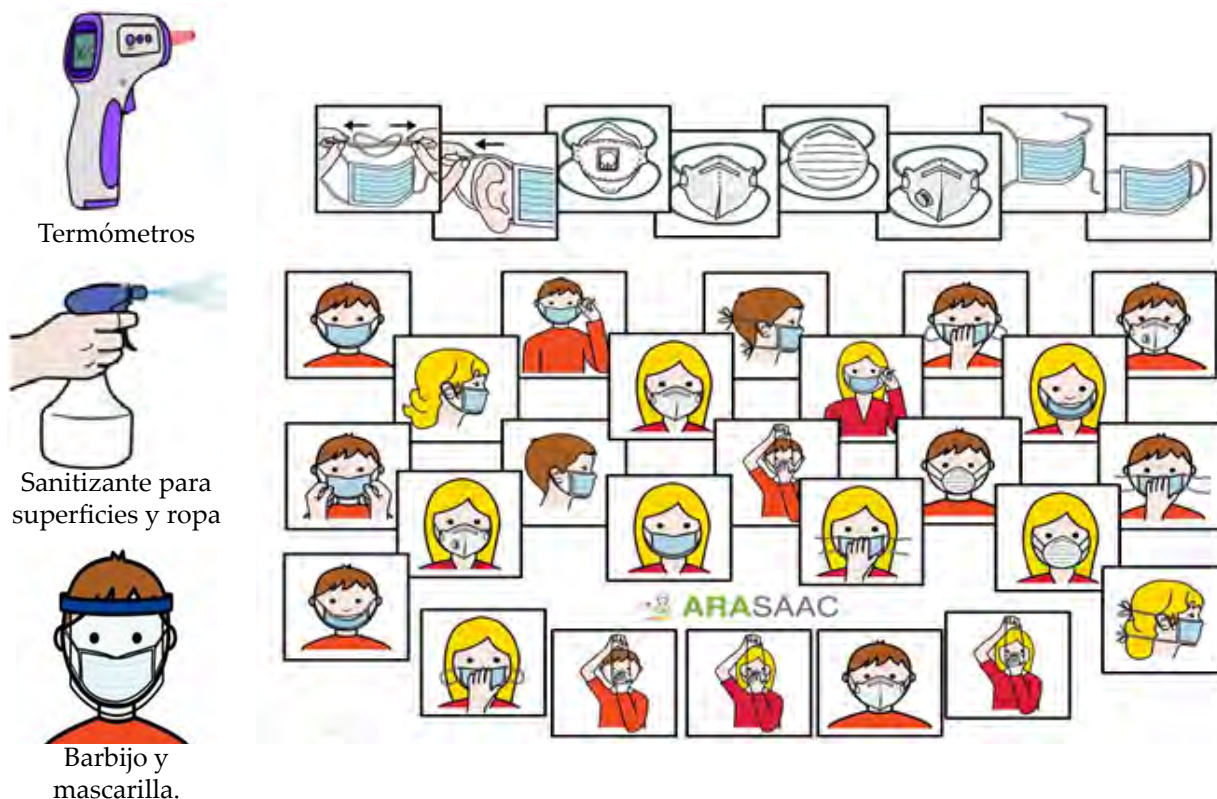 Termómetros
Sanitizante para
superficies y ropa
Barbijo y
mascarilla.
ARASAAC